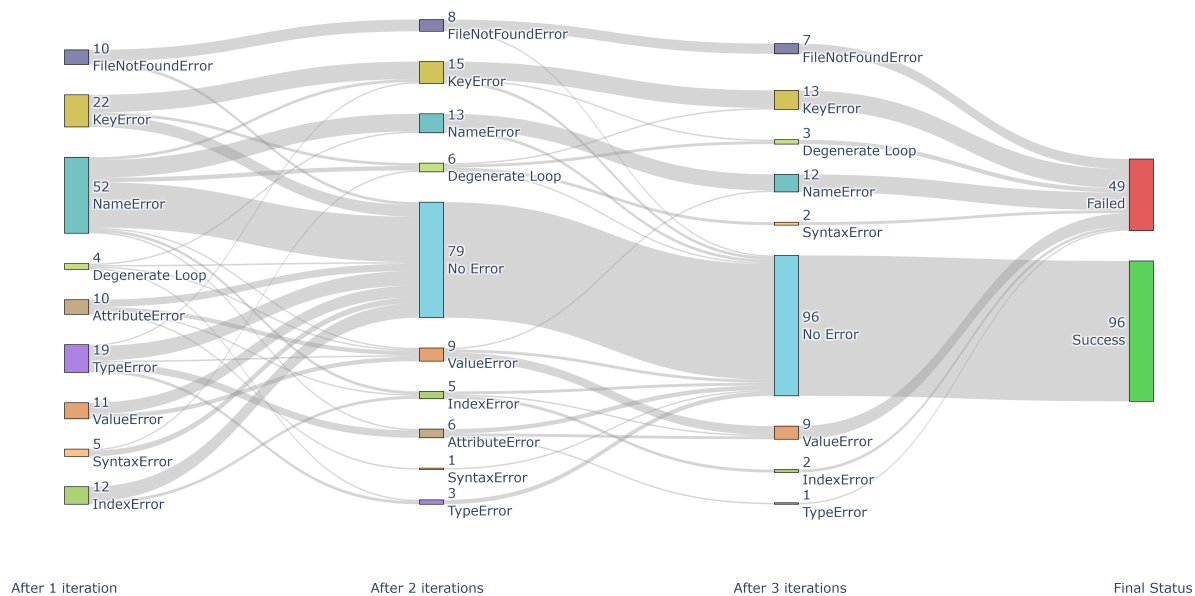 10
FileNotFoundError
22
KeyError
52
NameError
4
Degenerate Loop
10
AttributeError
19
TypeError
11
ValueError
5
SyntaxError
12
IndexError
After 1 iteration
8
FileNotFoundError
15
KeyError
13
NameError
6
Degenerate Loop
79
No Error
9
ValueError
5
IndexError
6
AttributeError
1
SyntaxError
3
TypeError
After 2 iterations
7
FileNotFoundError
13
KeyError
3
Degenerate Loop
12
NameError
2
SyntaxError
96
No Error
9
ValueError
2
IndexError
1
TypeError
After 3 iterations
49
Failed
96
Success
Final Status